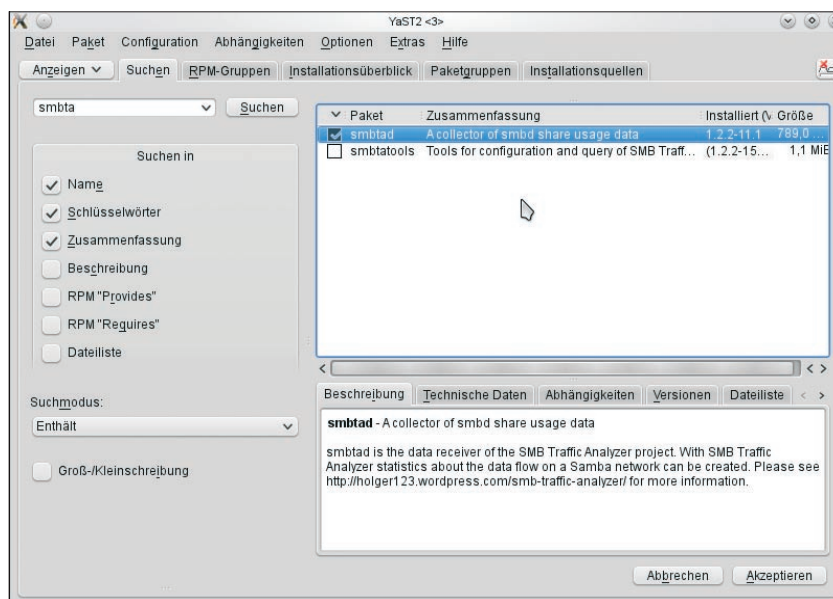 YaST2 <3>
Datei Paket Configuration Abhängigkeiten Optionen Extras Hilfe
Anzeigen Suchen RPM-Gruppen Installationsüberblick Paketgruppen Installationsquellen
smbta Suchen
Suchen in
Name
Schlüsselwörter
Zusammenfassung
Beschreibung
RPM "Provides"
RPM "Requires"
Dateiliste
Suchmodus:
Enthält
Groß-/Kleinschreibung
Paket Zusammenfassung Installiert (V Größe
smbtad A collector of smbd share usage data 1.2.2-11.1 789,0 ...
smbtatools Tools for configuration and query of SMB Traff... (1.2.2-15... 1,1 MiB
Beschreibung Technische Daten Abhängigkeiten Versionen Dateiliste
smbtad - A collector of smbd share usage data
smbtad is the data receiver of the SMB Traffic Analyzer project. With SMB Traffic
Analyzer statistics about the data flow on a Samba network can be created. Please see
http://holger123.wordpress.com/smb-traffic-analyzer/ for more information.
Abbrechen Akzeptieren